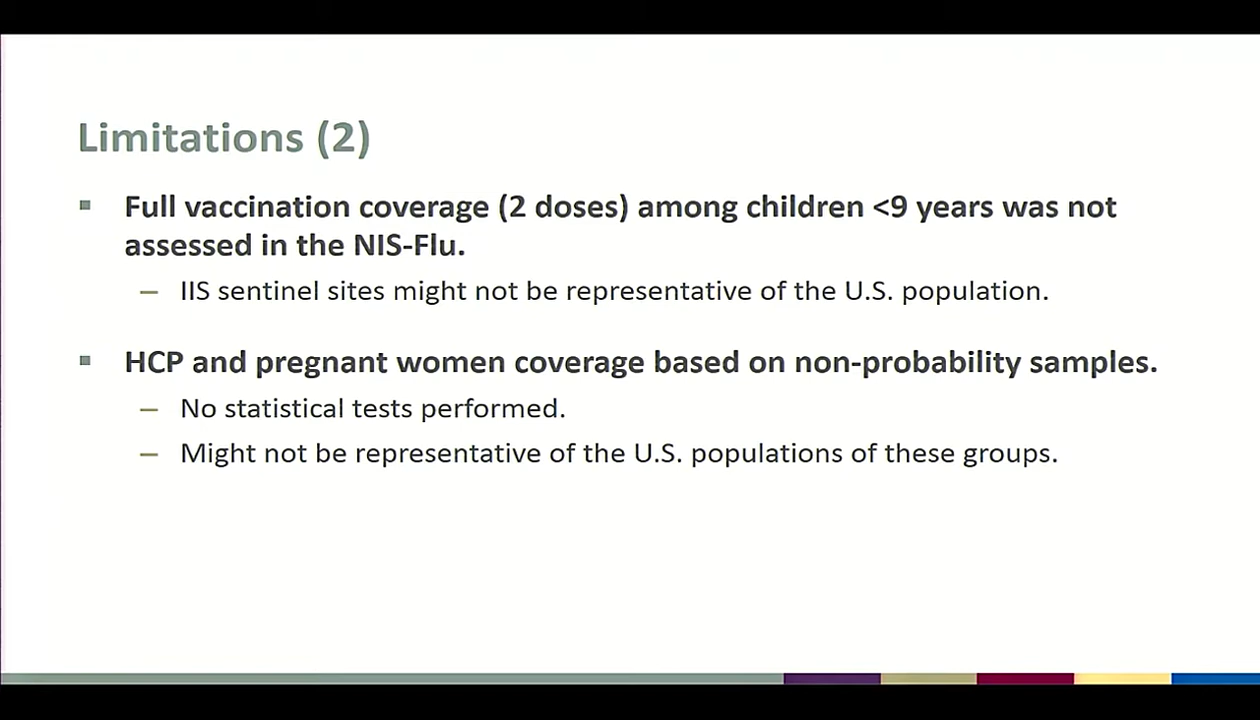 Limitations (2)
▪ Full vaccination coverage (2 doses) among children <9 years was not
assessed in the NIS-Flu.
– IIS sentinel sites might not be representative of the U.S. population.
▪ HCP and pregnant women coverage based on non-probability samples.
– No statistical tests performed.
– Might not be representative of the U.S. populations of these groups.